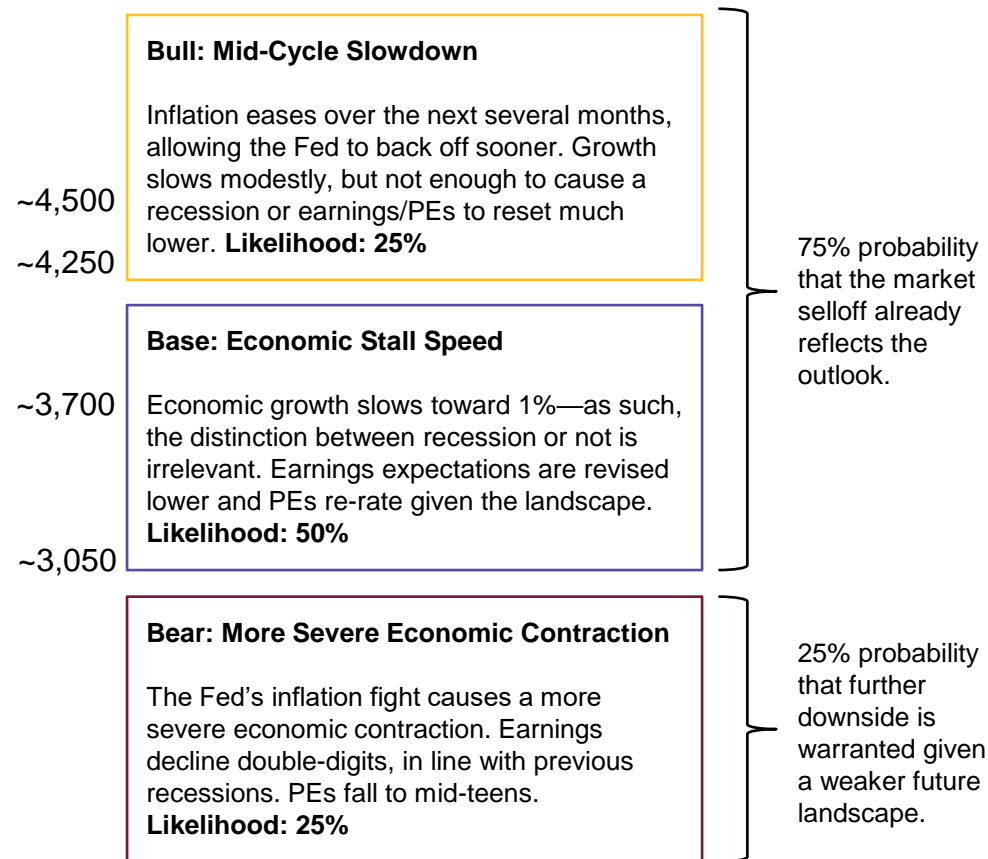 Bull: Mid-Cycle Slowdown
Inflation eases over the next several months,
allowing the Fed to back off sooner. Growth
slows modestly, but not enough to cause a
recession or earnings/PEs to reset much
lower. Likelihood: 25%
~4,500
~4,250
75% probability
that the market
selloff already
reflects the
outlook.
Base: Economic Stall Speed
~3,700
Economic growth slows toward 1%—as such,
the distinction between recession or not is
irrelevant. Earnings expectations are revised
lower and PEs re-rate given the landscape.
Likelihood: 50%
~3,050
Bear: More Severe Economic Contraction
The Fed’s inflation fight causes a more
severe economic contraction. Earnings
decline double-digits, in line with previous
recessions. PEs fall to mid-teens.
Likelihood: 25%
25% probability
that further
downside is
warranted given
a weaker future
landscape.